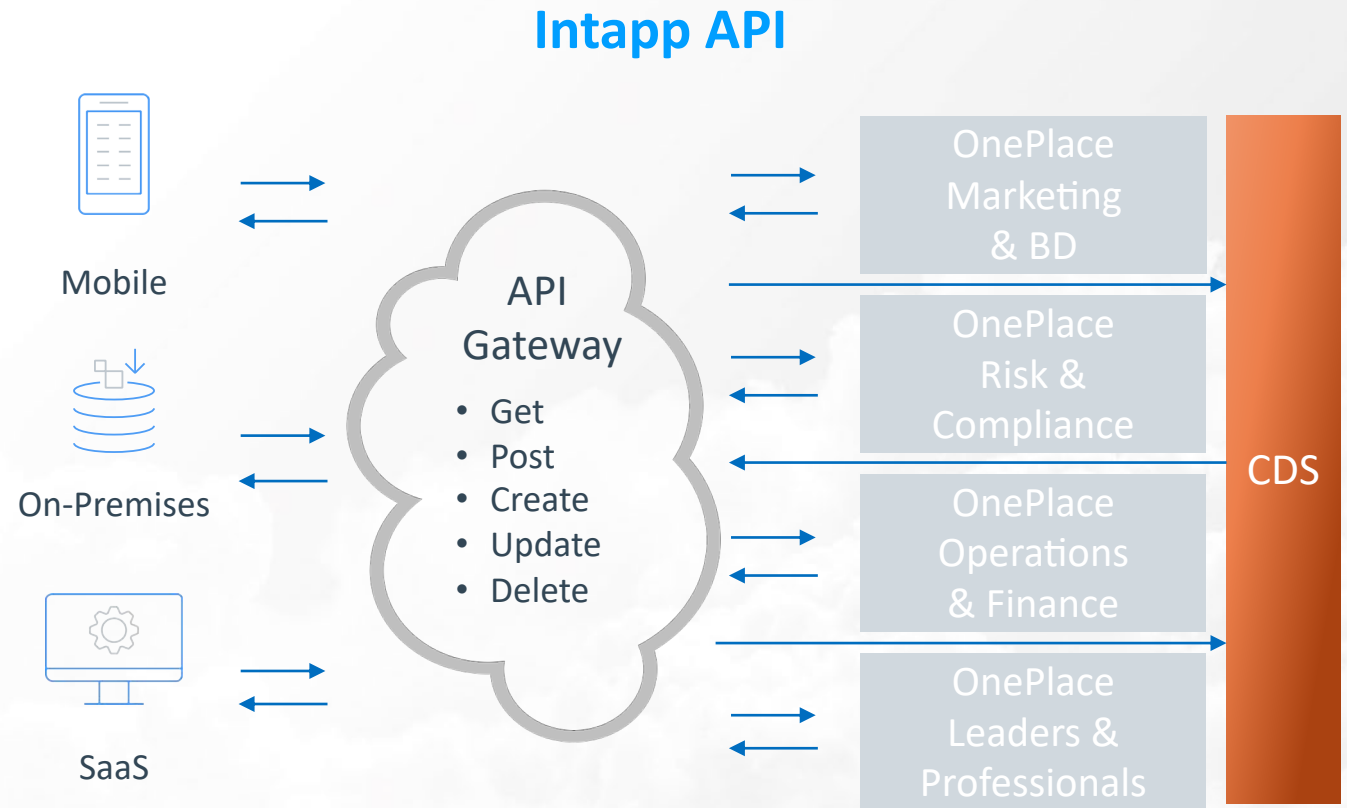 Intapp API
Mobile
On-Premises
SaaS
API
Gateway
• Get
• Post
• Create
• Update
• Delete
OnePlace
Marketing
& BD
OnePlace
Risk &
Compliance
OnePlace
Operations
& Finance
OnePlace
Leaders &
Professionals
CDS